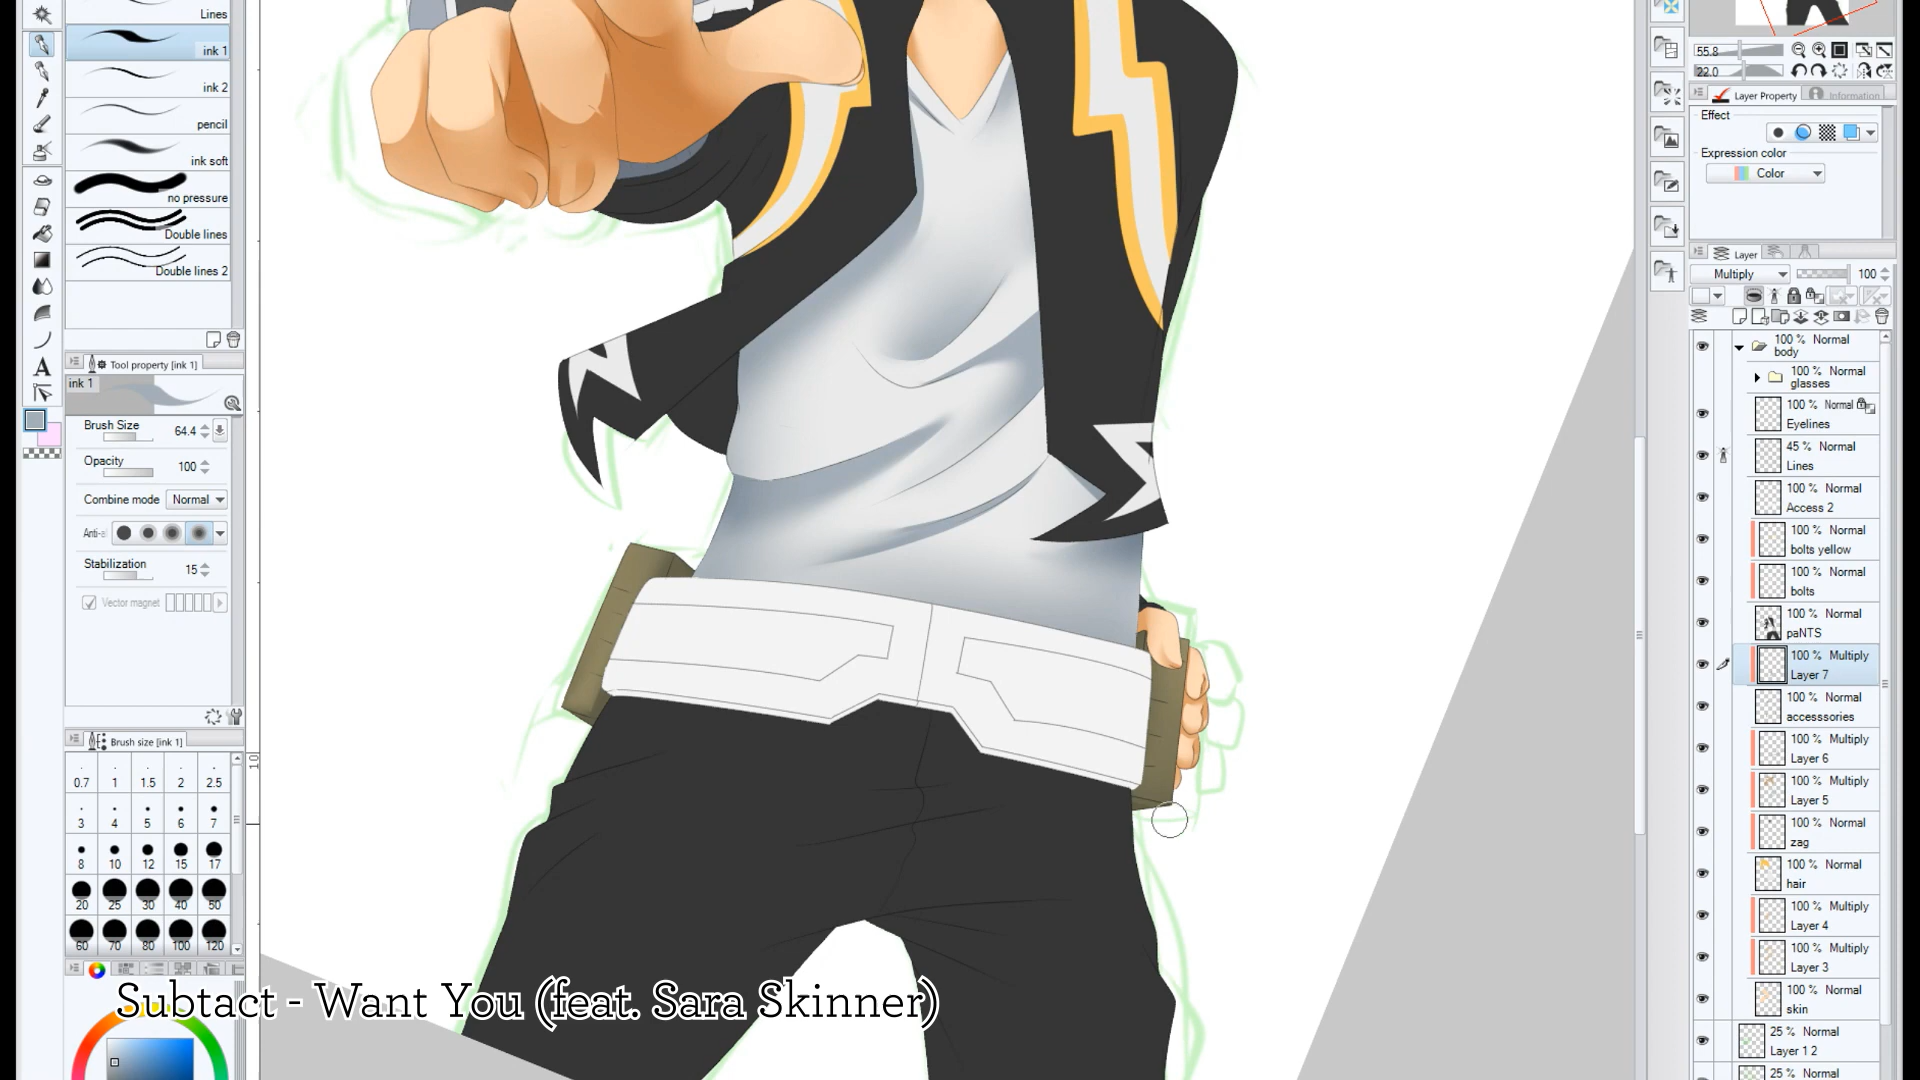 Lines
ink 1
ink 2
pencil
ink soft
no pressure
Double lines
Double lines 2
Tool property [ink 1]
ink 1
Brush Size 64.4
Opacity 100
Combine mode Normal
Anti-a
Stabilization 15
Vector magnet
Brush size [ink 1]
0.7 1 1.5 2 2.5
3 4 5 6 7
8 10 12 15 17
20 25 30 40 50
60 70 80 100 120
10
Subtact - Want You (feat. Sara Skinner)
55.8
22.0
Layer Property Information
Effect
Expression color
Color
Layer
Multiply 100
100 % Normal
body
100 % Normal
glasses
100 % Normal
Eyelines
45 % Normal
Lines
100 % Normal
Access 2
100 % Normal
bolts yellow
100 % Normal
bolts
100 % Normal
paNTS
100 % Multiply
Layer 7
100 % Normal
accesssories
100 % Multiply
Layer 6
100 % Multiply
Layer 5
100 % Normal
zag
100 % Normal
hair
100 % Multiply
Layer 4
100 % Multiply
Layer 3
100 % Normal
skin
25 % Normal
Layer 1 2
25 % Normal